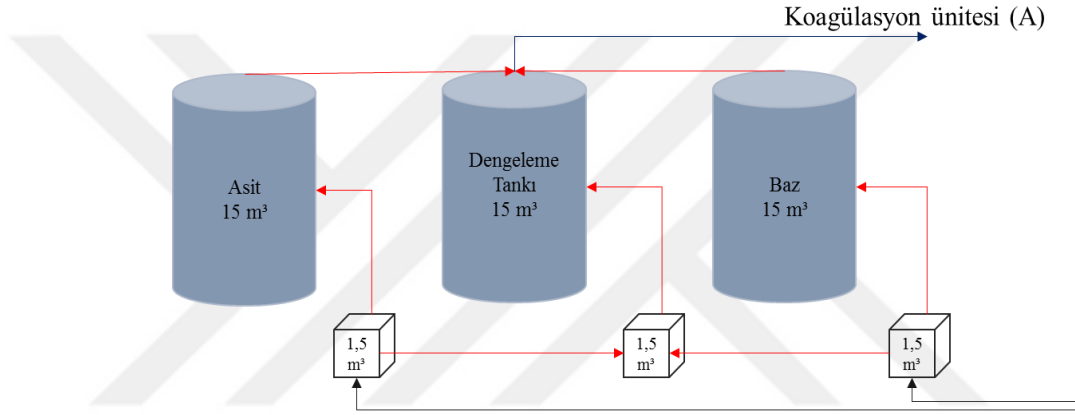 Koagülasyon ünitesi (A)
Asit
15 m³
Dengeleme
Tankı
15 m³
Baz
15 m³
1,5
m³
1,5
m³
1,5
m³